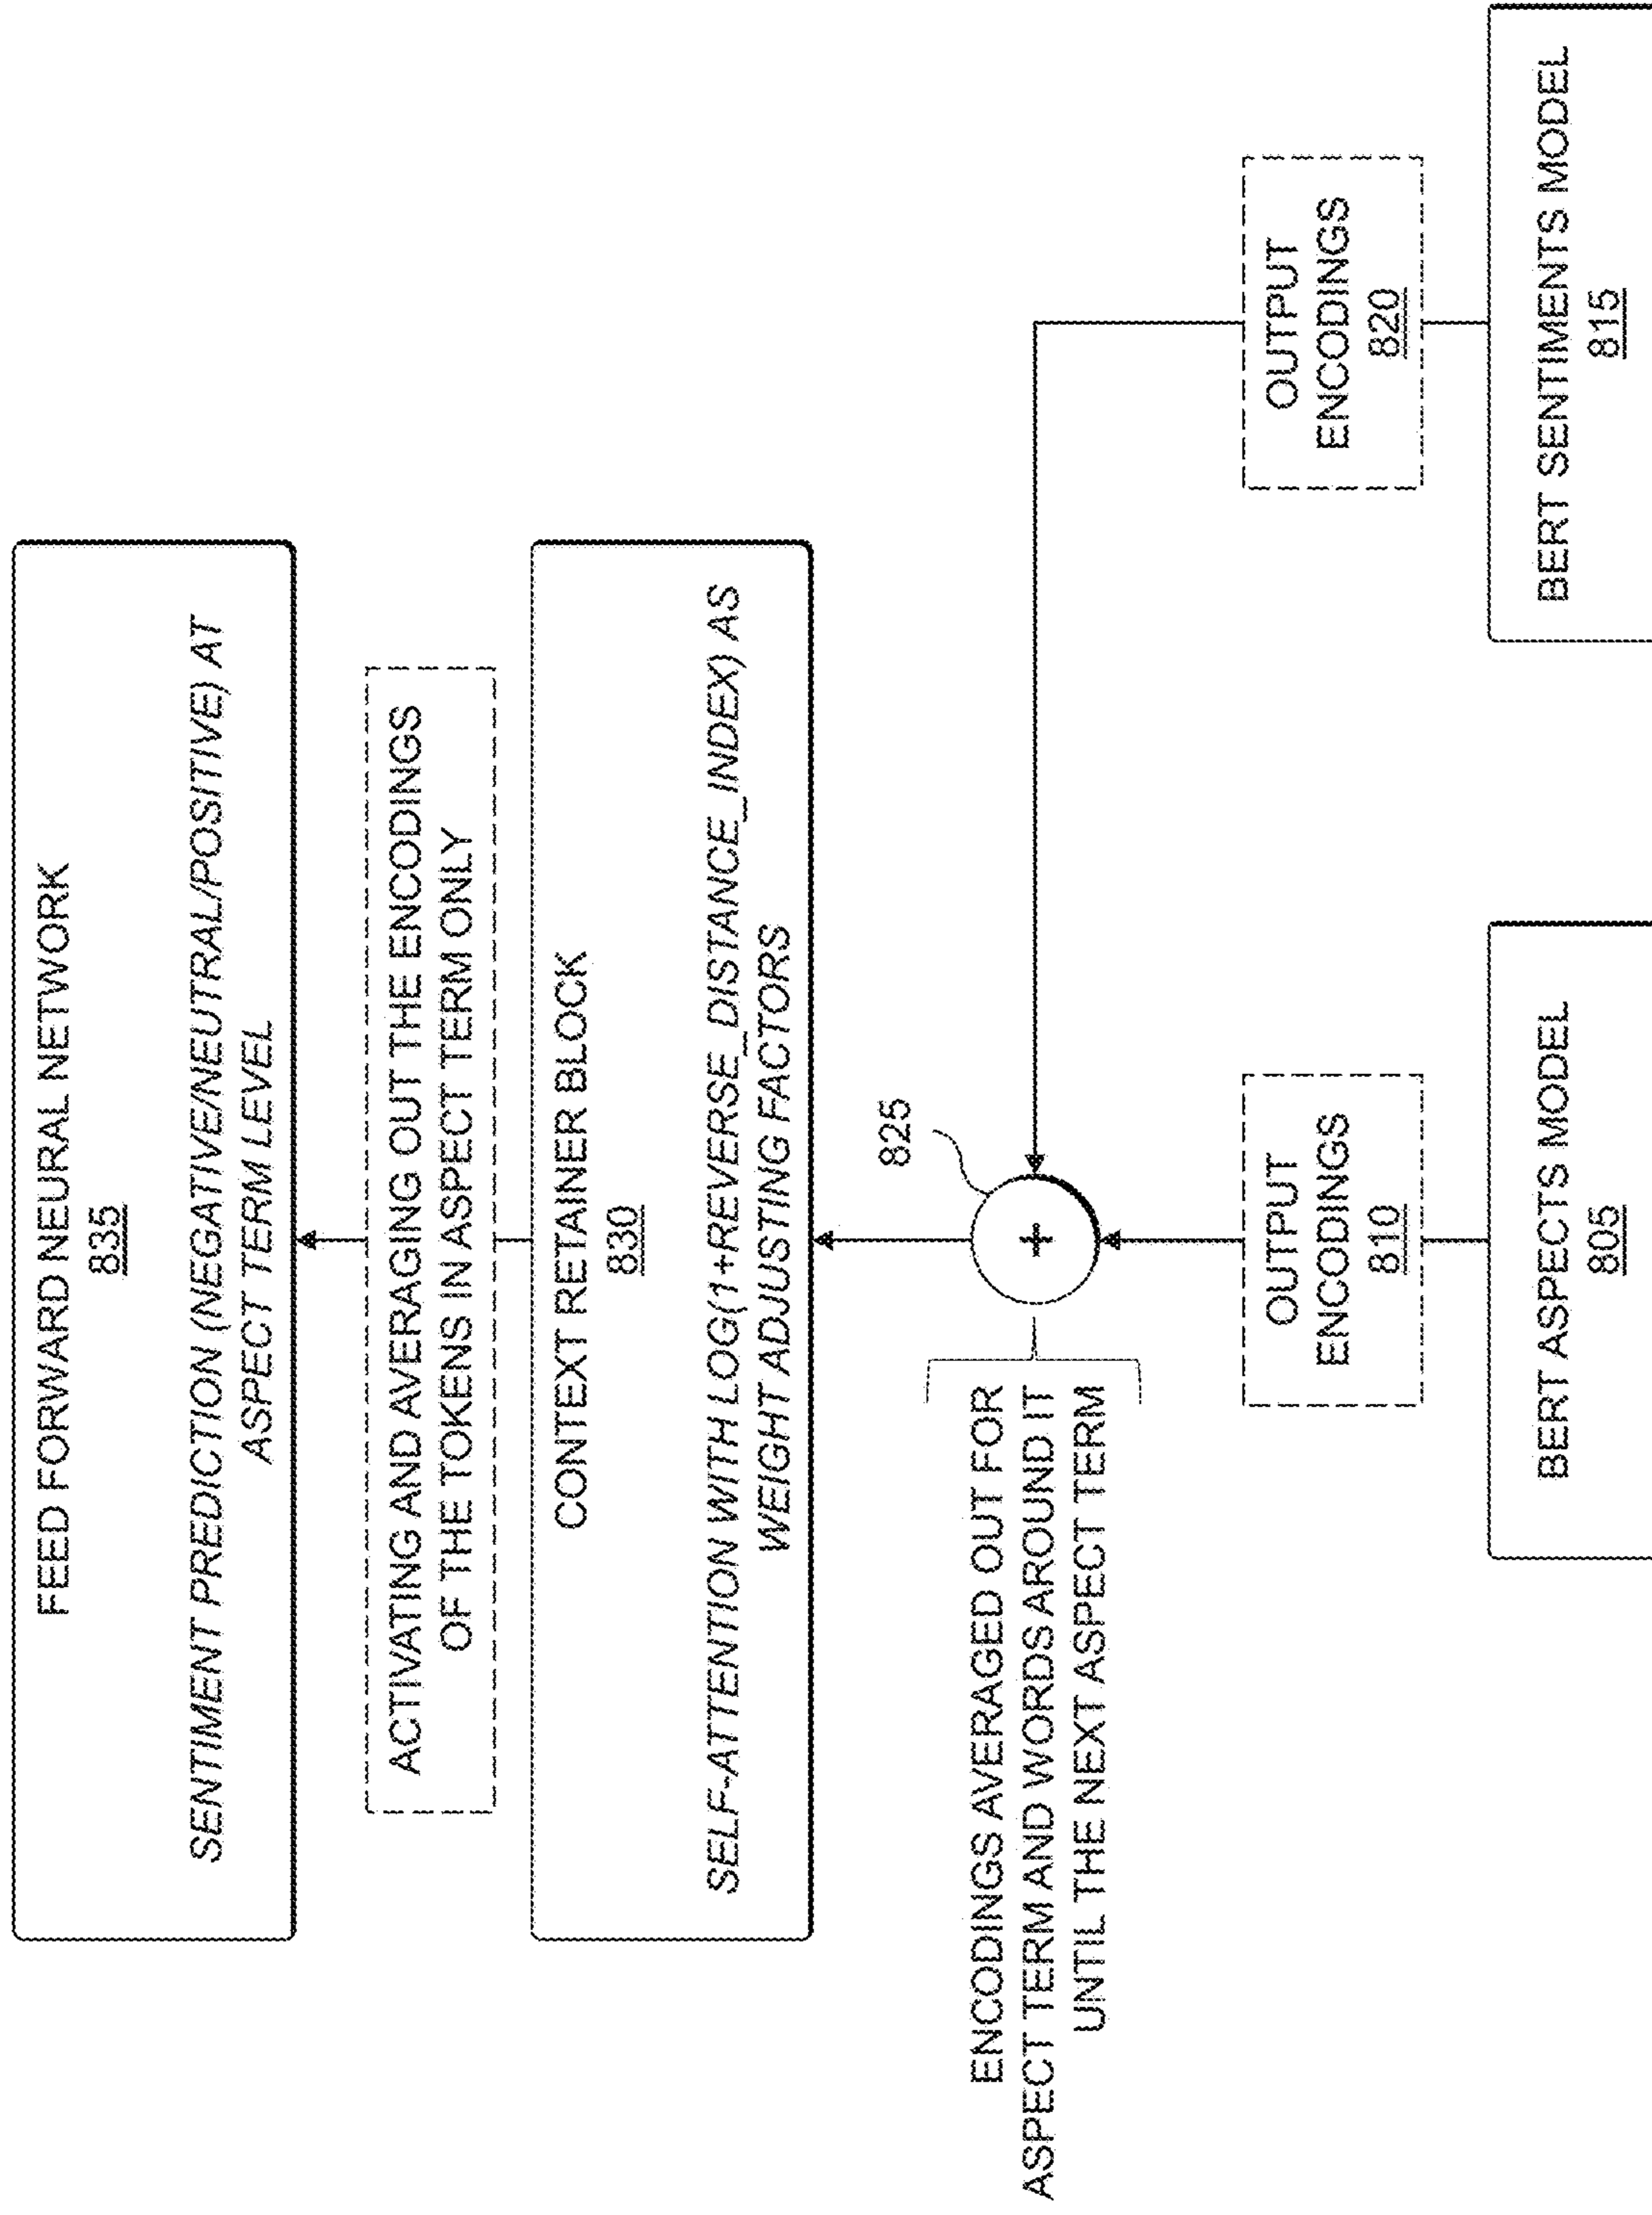 FEED FORWARD NEURAL NETWORK
835
SENTIMENT PREDICTION (NEGATIVE/NEUTRAL/POSITIVE) AT
ASPECT TERM LEVEL
ACTIVATING AND AVERAGING OUT THE ENCODINGS
OF THE TOKENS IN ASPECT TERM ONLY
CONTEXT RETAINER BLOCK
830
SELF-ATTENTION WITH LOG(1+REVERSE_DISTANCE_INDEX) AS
WEIGHT ADJUSTING FACTORS
825
ENCODINGS AVERAGED OUT FOR
ASPECT TERM AND WORDS AROUND IT
UNTIL THE NEXT ASPECT TERM
+
OUTPUT
ENCODINGS
810
OUTPUT
ENCODINGS
820
BERT ASPECTS MODEL
805
BERT SENTIMENTS MODEL
815